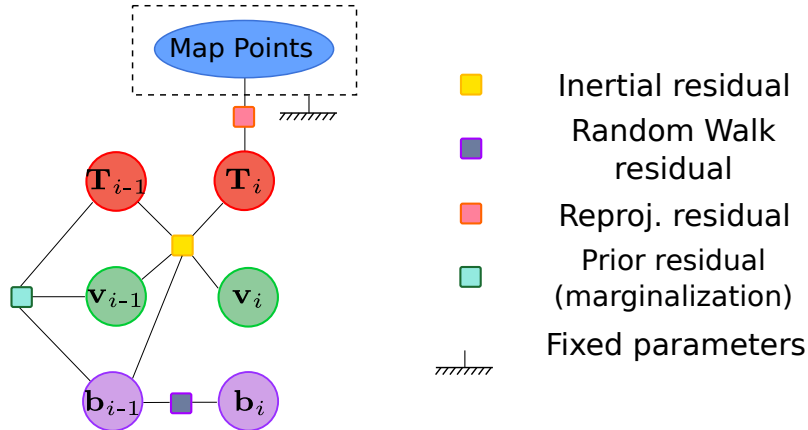 Map Points
T_{i-1}
T_i
v_{i-1}
v_i
b_{i-1}
b_i
Inertial residual
Random Walk
residual
Reproj. residual
Prior residual
(marginalization)
Fixed parameters